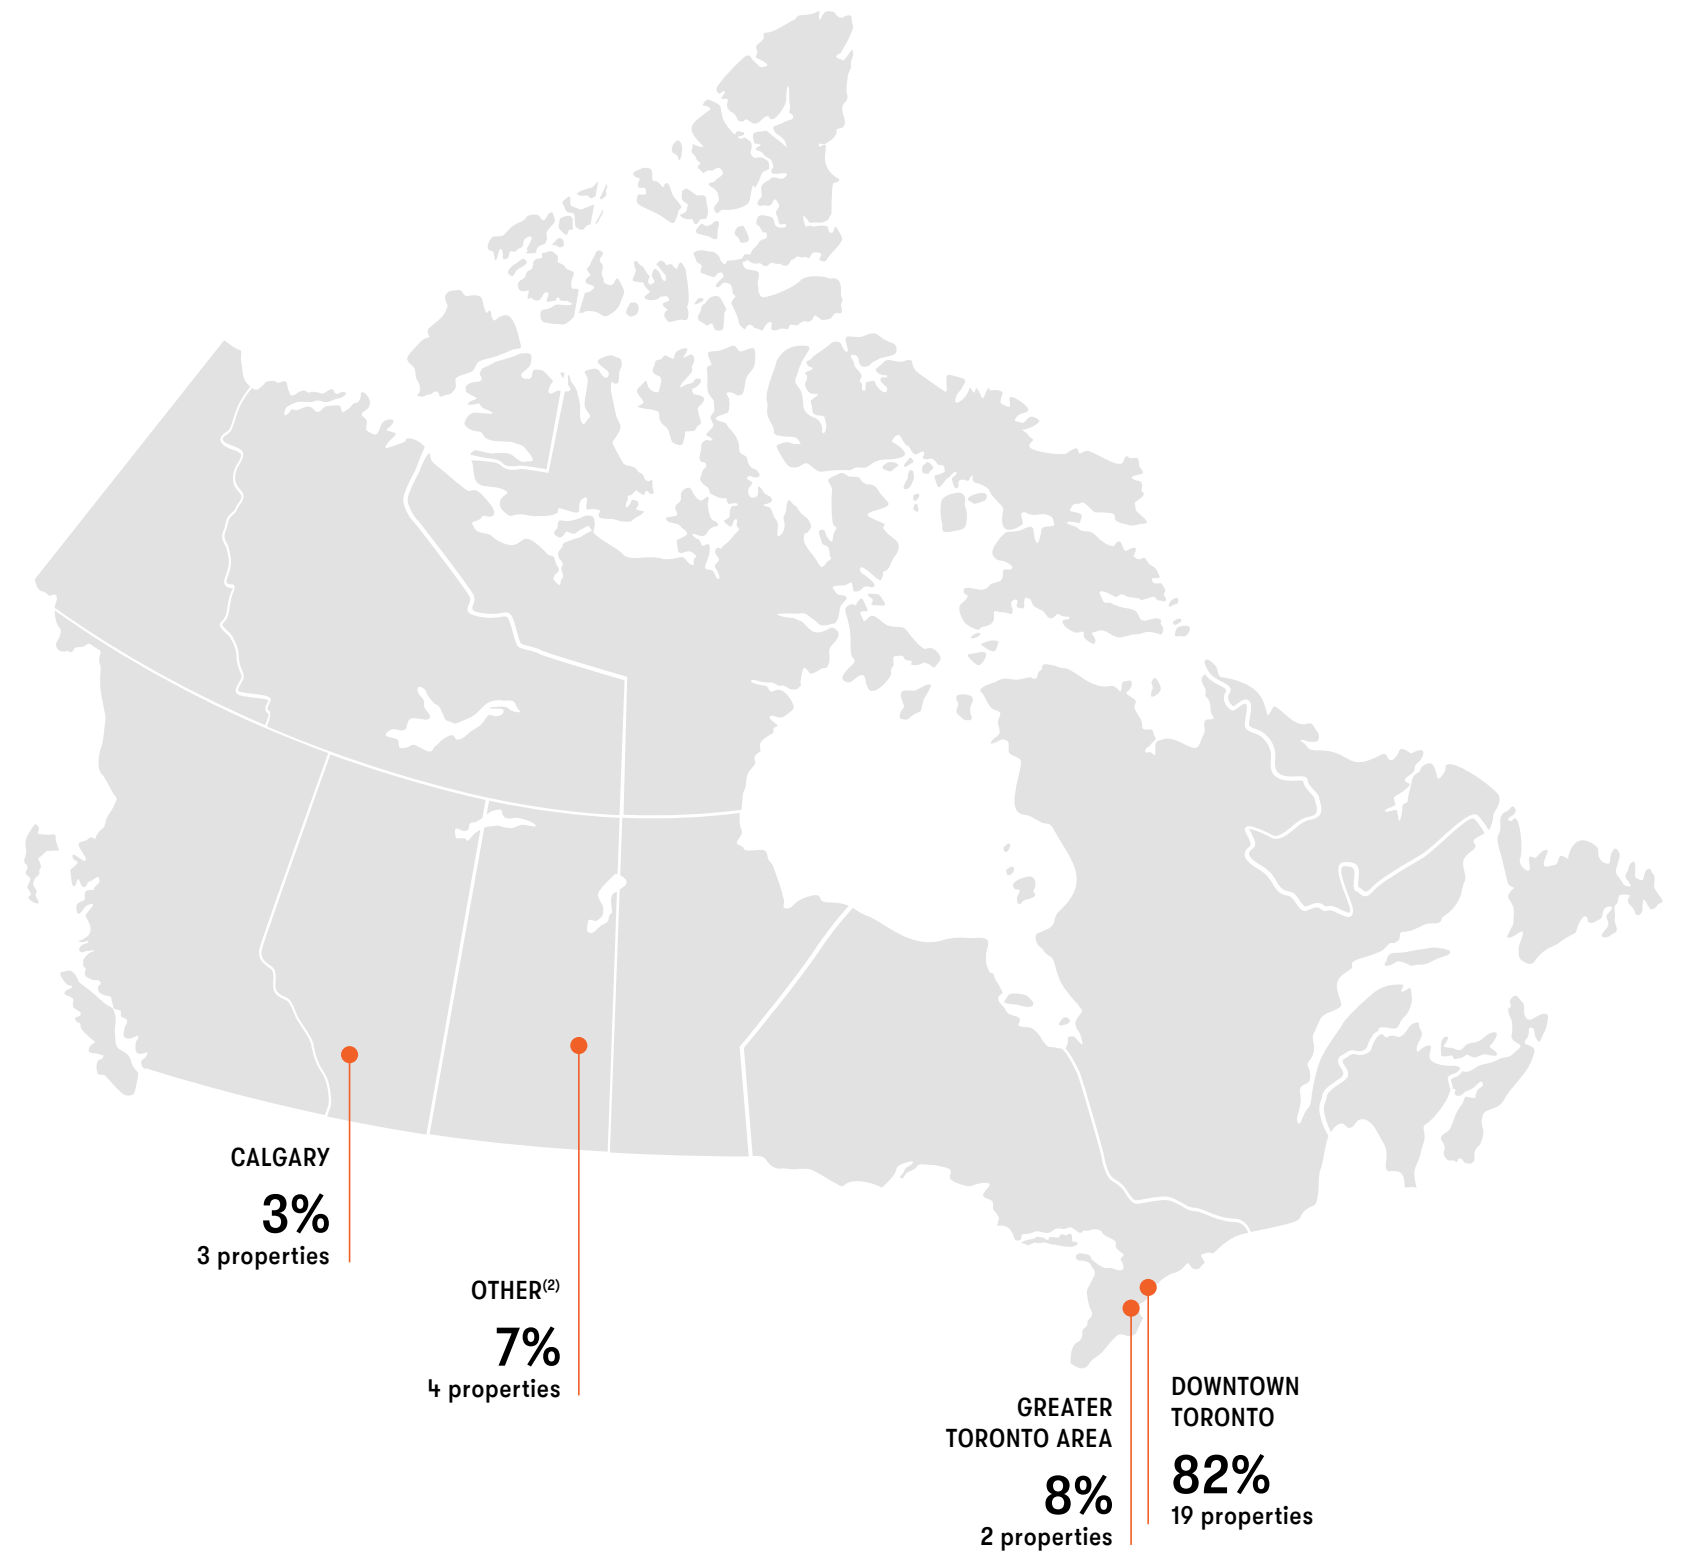 CALGARY
3%
3 properties
OTHER(2)
7%
4 properties
GREATER
TORONTO AREA
8%
2 properties
DOWNTOWN
TORONTO
82%
19 properties